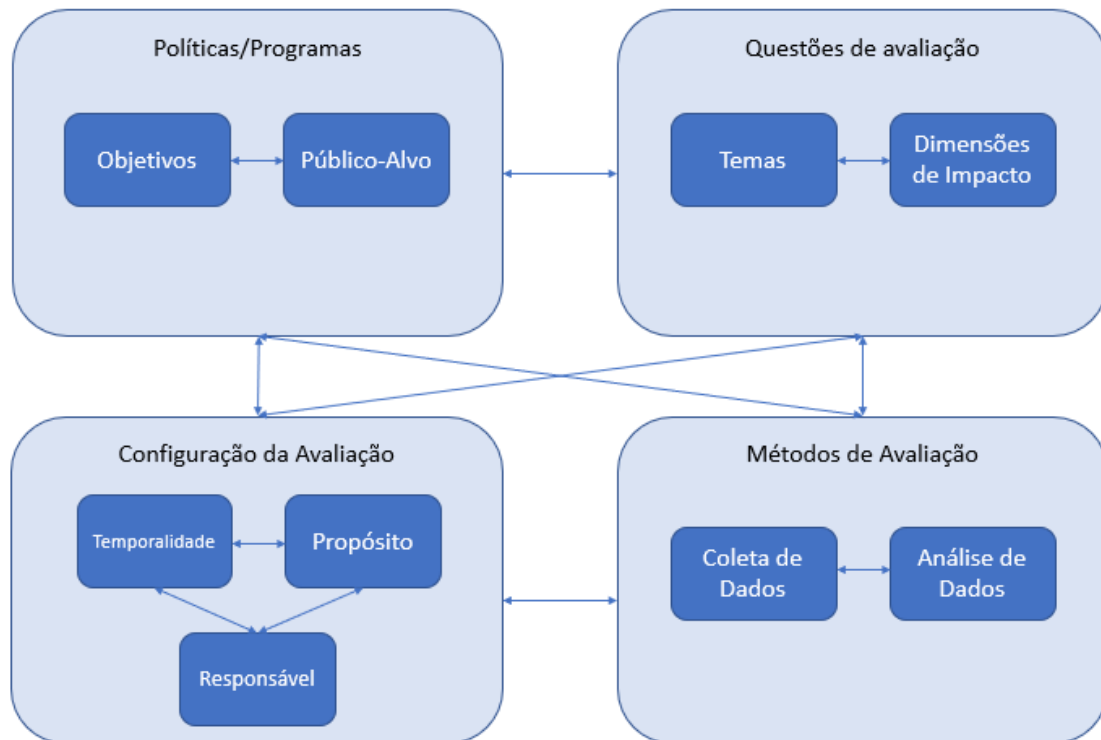 Políticas/Programas
Objetivos
Público-Alvo
Questões de avaliação
Temas
Dimensões
de Impacto
Configuração da Avaliação
Temporalidade
Propósito
Responsável
Métodos de Avaliação
Coleta de
Dados
Análise de
Dados